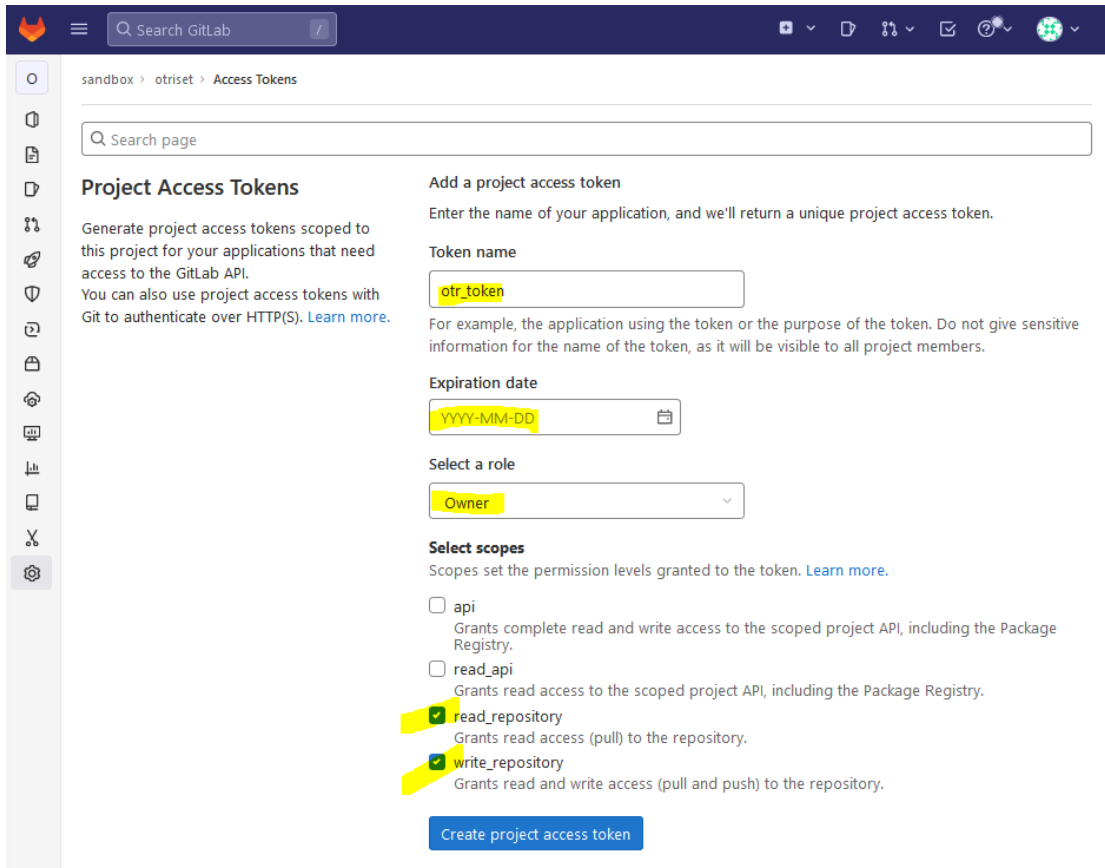 Search GitLab /
O
sandbox > otriset > Access Tokens
Search page
Project Access Tokens
Generate project access tokens scoped to
this project for your applications that need
access to the GitLab API.
You can also use project access tokens with
Git to authenticate over HTTP(S). Learn more.
Add a project access token
Enter the name of your application, and we'll return a unique project access token.
Token name
otr_token
For example, the application using the token or the purpose of the token. Do not give sensitive
information for the name of the token, as it will be visible to all project members.
Expiration date
YYYY-MM-DD
Select a role
Owner
Select scopes
Scopes set the permission levels granted to the token. Learn more.
api
Grants complete read and write access to the scoped project API, including the Package
Registry.
read_api
Grants read access to the scoped project API, including the Package Registry.
read_repository
Grants read access (pull) to the repository.
write_repository
Grants read and write access (pull and push) to the repository.
Create project access token